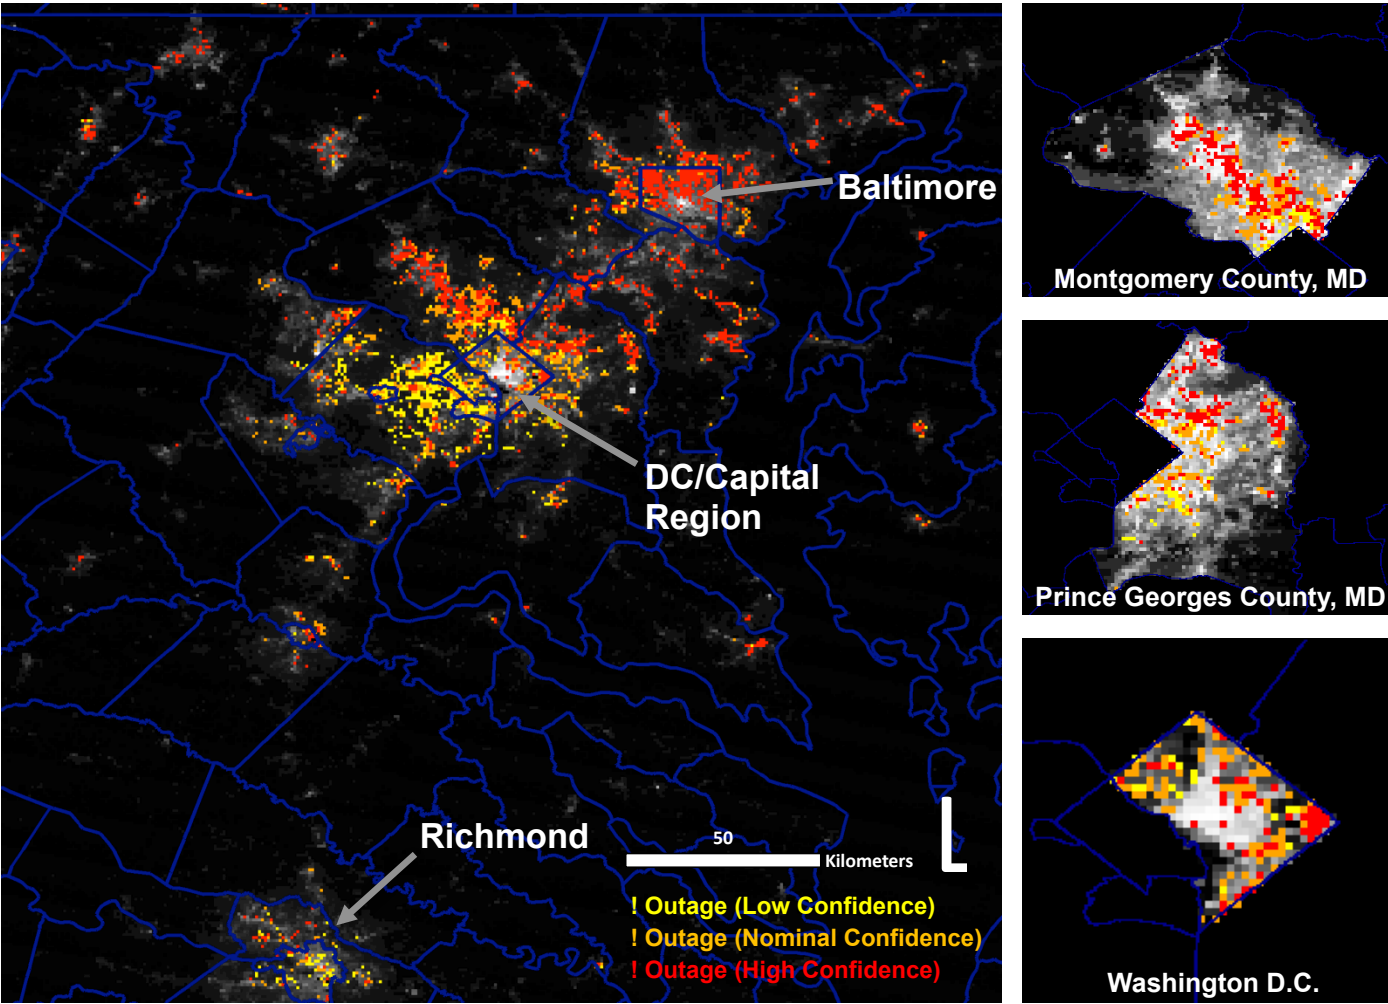 Baltimore
DC/Capital
Region
Richmond
50
Kilometers
! Outage (Low Confidence)
! Outage (Nominal Confidence)
! Outage (High Confidence)
Montgomery County, MD
Prince Georges County, MD
Washington D.C.